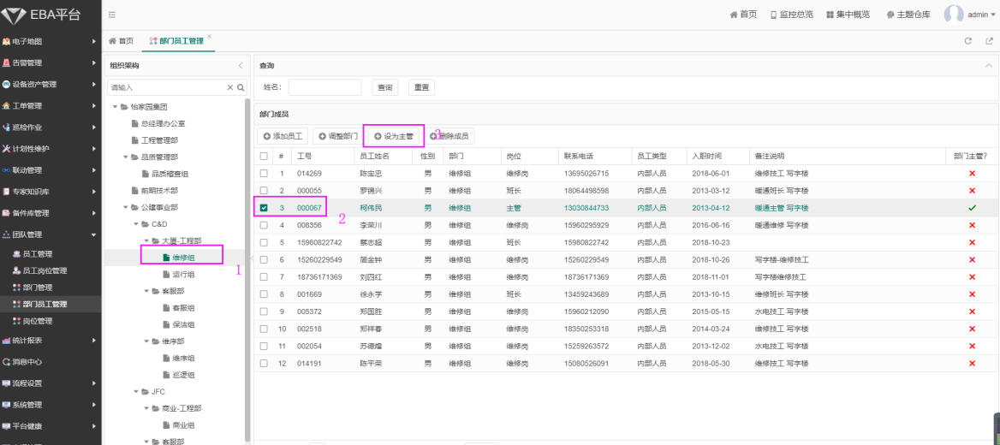 EBA平台
首页 监控总览 集中概览 主题仓库 admin
电子地图
告警管理
设备资产管理
工单管理
巡检作业
计划性维护
联动管理
专家知识库
备件库管理
团队管理
员工管理
员工岗位管理
部门管理
部门员工管理
岗位管理
统计报表
消息中心
流程设置
系统管理
平台健康
首页 部门员工管理 ×
组织架构
请输入
怡家园集团
总经理办公室
工程管理部
品质管理部
品质稽查组
前期技术部
公建事业部
C&D
大厦-工程部
维修组 1
运行组
客服部
客服组
保洁组
维序部
维序组
巡逻组
JFC
商业-工程部
商业组
客服部
查询
姓名: 查询 重置
部门成员
添加员工 调整部门 设为主管 3 删除成员
# 工号 员工姓名 性别 部门 岗位 联系电话 员工类型 入职时间 备注说明 部门主管?
1 014269 陈宝忠 男 维修组 维修岗 13695026715 内部人员 2018-06-01 维修技工 写字楼
2 000055 罗锦兴 男 维修组 班长 18064498598 内部人员 2013-03-12 暖通班长 写字楼
3 000067 柯伟民 2 男 维修组 主管 13030844733 内部人员 2013-04-12 暖通主管 写字楼
4 008356 李荣川 男 维修组 维修岗 15960295929 内部人员 2016-06-16 暖通维修 写字楼
5 15980822742 蔡志超 男 维修组 班长 15980822742 内部人员 2018-10-23
6 15260229549 简金钟 男 维修组 维修岗 15260229549 内部人员 2018-10-26 写字楼-维修技工
7 18736171369 刘四红 男 维修组 维修岗 18736171369 内部人员 2018-11-01 写字楼维修技工
8 001669 徐永学 男 维修组 班长 13459243689 内部人员 2013-10-15 维修班长 写字楼
9 005372 郑国胜 男 维修组 维修岗 15960212090 内部人员 2015-05-15 水电技工 写字楼
10 002518 郑祥春 男 维修组 维修岗 18350253318 内部人员 2014-03-24 维修技工 写字楼
11 002054 苏德煌 男 维修组 维修岗 15259263572 内部人员 2013-12-02 水电技工 写字楼
12 014191 陈平荣 男 维修组 维修岗 15080526091 内部人员 2018-05-30 维修技工 写字楼